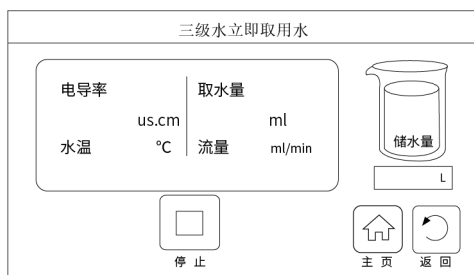 三级水立即取用水
电导率 取水量
us.cm ml
水温 ℃ 流量 ml/min
储水量
L
停止
主页 返回